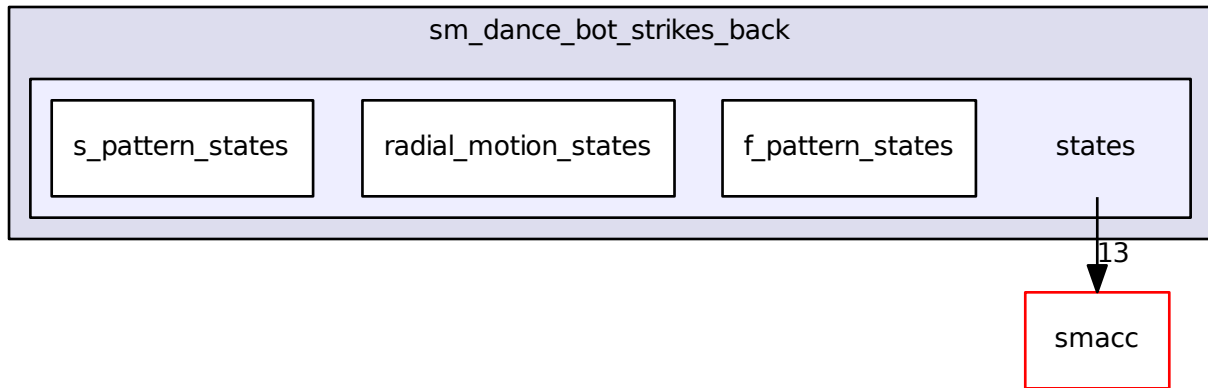 sm_dance_bot_strikes_back
s_pattern_states
radial_motion_states
f_pattern_states
states
13
smacc